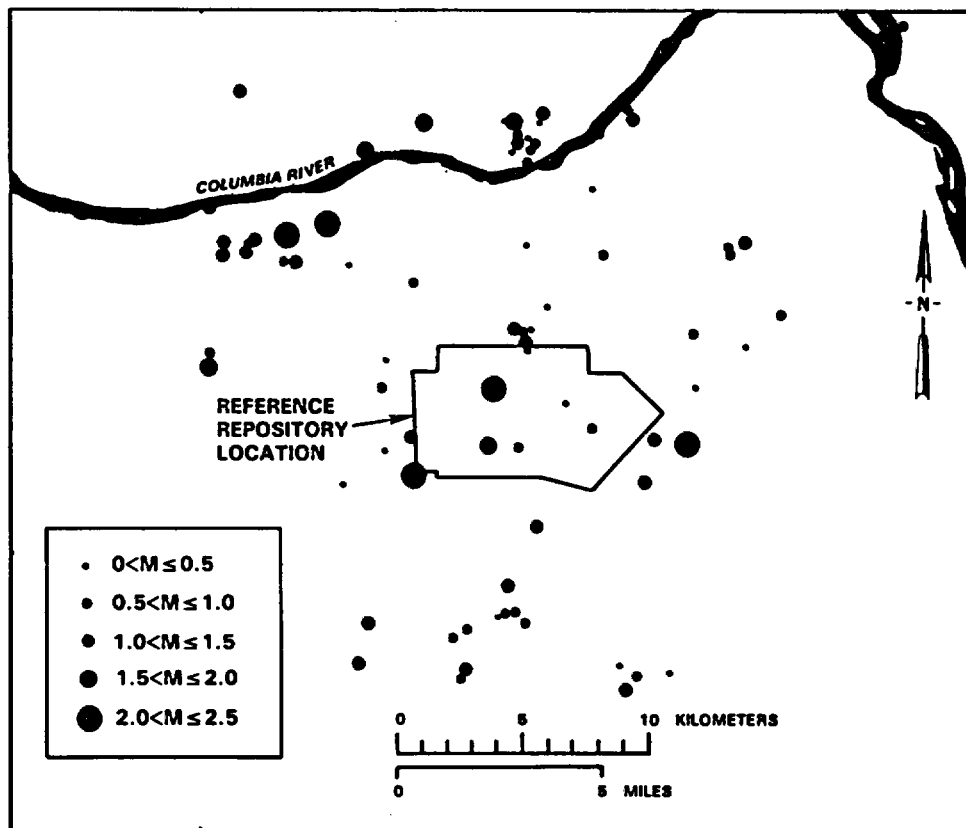 COLUMBIA RIVER
-N-
REFERENCE
REPOSITORY
LOCATION
0<M≤0.5
0.5<M≤1.0
1.0<M≤1.5
1.5<M≤2.0
2.0<M≤2.5
0 5 10 KILOMETERS
0 5 MILES